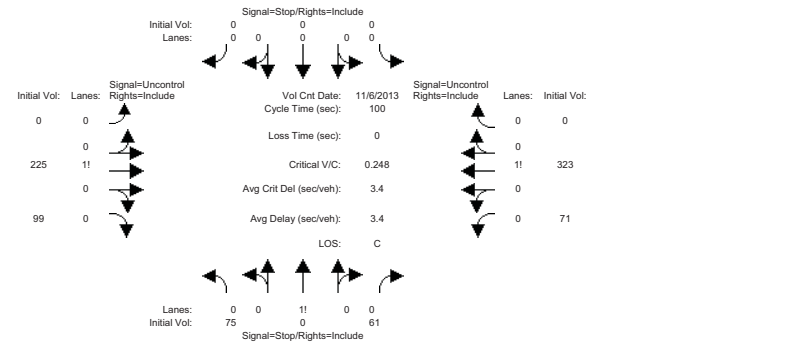 Signal=Stop/Rights=Include
Initial Vol: 0 0 0
Lanes: 0 0 0 0 0
Signal=Uncontrol
Initial Vol: Lanes: Rights=Include
Vol Cnt Date: 11/6/2013
Signal=Uncontrol
Rights=Include Lanes: Initial Vol:
Cycle Time (sec): 100
0 0
0 0
Loss Time (sec): 0
0
0
225 1!
Critical V/C: 0.248
1! 323
0
Avg Crit Del (sec/veh): 3.4
0
99 0
Avg Delay (sec/veh): 3.4
0 71
LOS: C
Lanes: 0 0 1! 0 0
Initial Vol: 75 0 61
Signal=Stop/Rights=Include